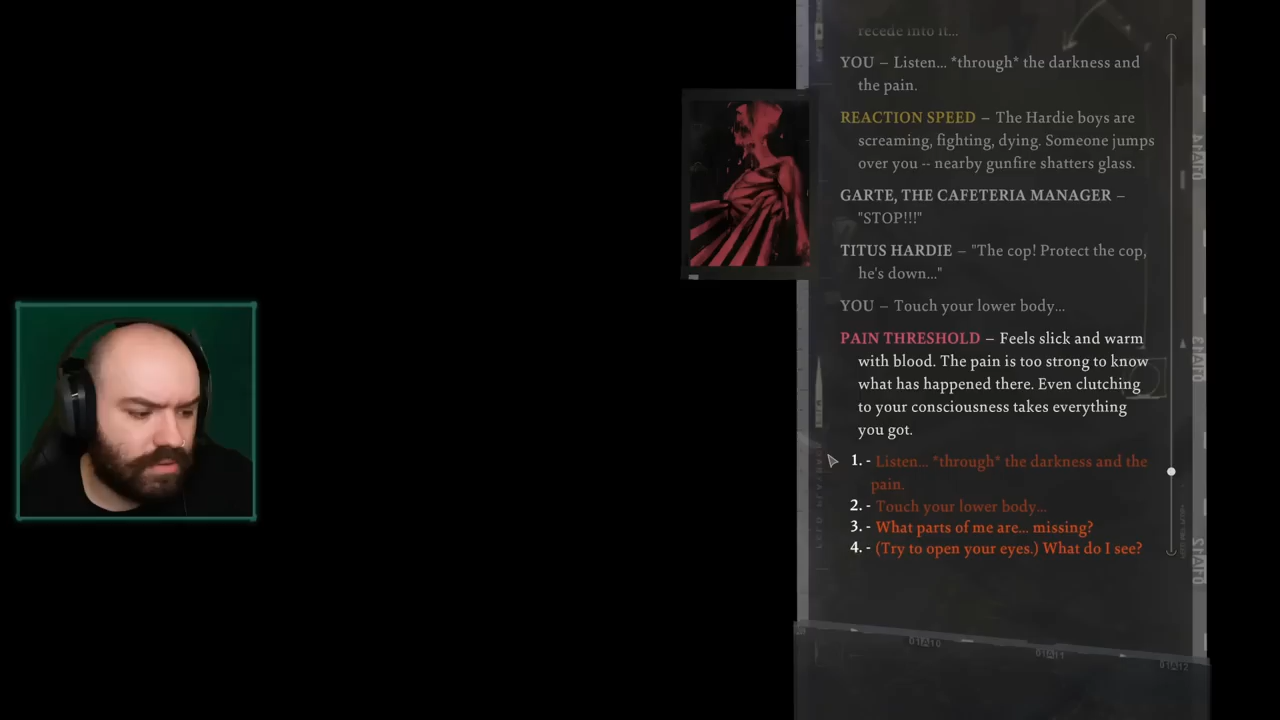 recede into it...
YOU – Listen... *through* the darkness and
the pain.
REACTION SPEED – The Hardie boys are
screaming, fighting, dying. Someone jumps
over you -- nearby gunfire shatters glass.
GARTE, THE CAFETERIA MANAGER –
"STOP!!!"
TITUS HARDIE – "The cop! Protect the cop,
he's down..."
YOU – Touch your lower body...
PAIN THRESHOLD – Feels slick and warm
with blood. The pain is too strong to know
what has happened there. Even clutching
to your consciousness takes everything
you got.
1. - Listen... *through* the darkness and the
pain.
2. - Touch your lower body...
3. - What parts of me are... missing?
4. - (Try to open your eyes.) What do I see?